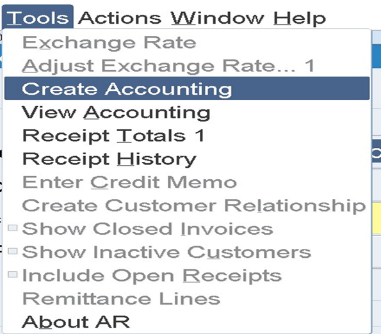 Tools Actions Window Help
Exchange Rate
Adjust Exchange Rate... 1
Create Accounting
View Accounting
Receipt Totals 1
Receipt History
Enter Credit Memo
Create Customer Relationship
Show Closed Invoices
Show Inactive Customers
Include Open Receipts
Remittance Lines
About AR